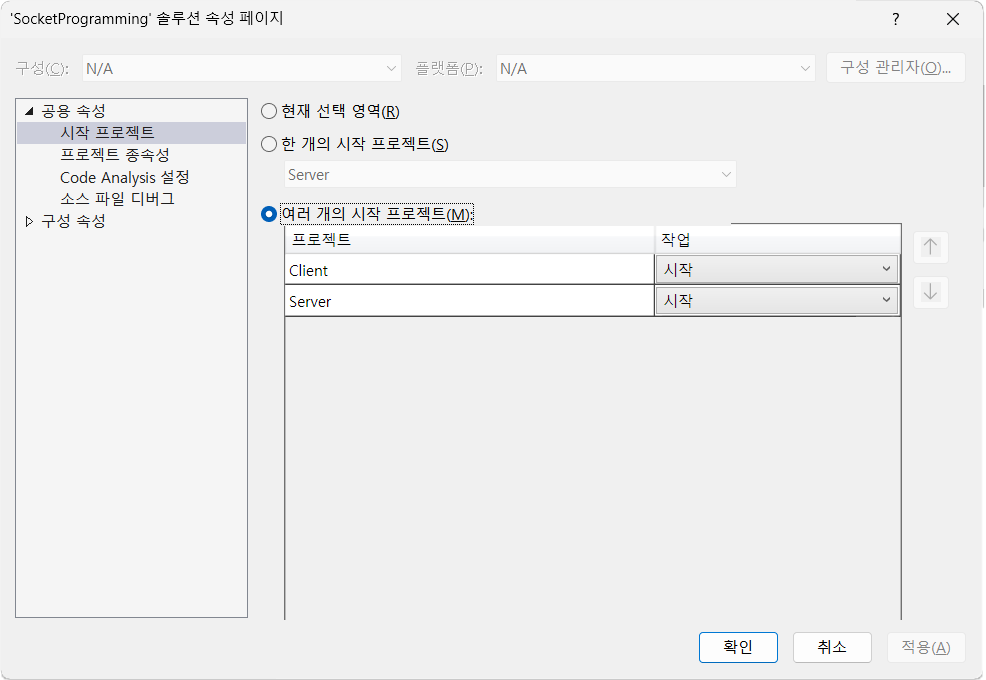 'SocketProgramming' 솔루션 속성 페이지
?
구성(C): N/A 플랫폼(P): N/A 구성 관리자(O)...
공용 속성
시작 프로젝트
프로젝트 종속성
Code Analysis 설정
소스 파일 디버그
구성 속성
현재 선택 영역(R)
한 개의 시작 프로젝트(S)
Server
여러 개의 시작 프로젝트(M):
프로젝트 작업
Client 시작
Server 시작
확인 취소 적용(A)